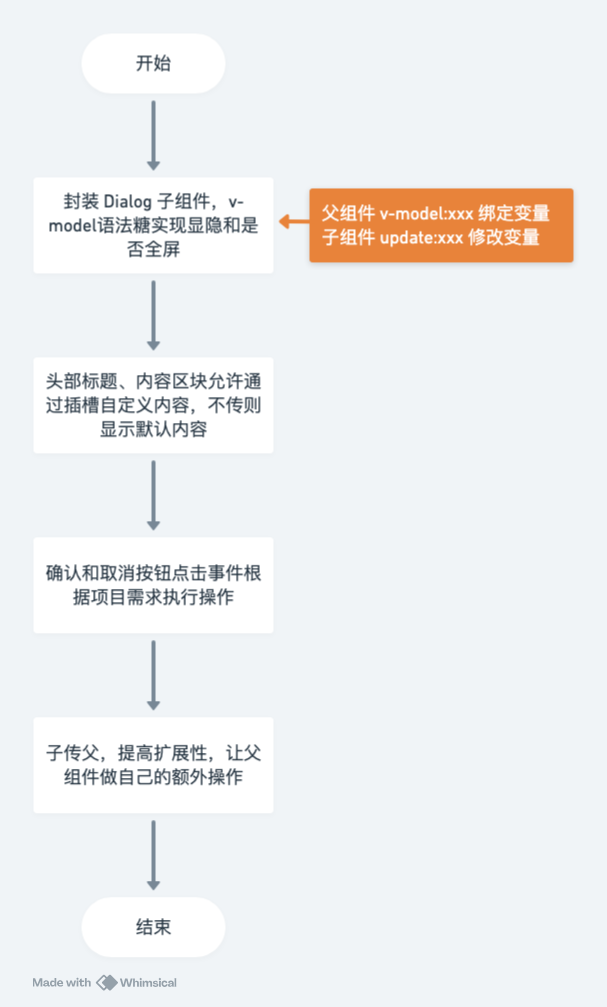 开始
封装 Dialog 子组件，v-
model语法糖实现显隐和是
否全屏
父组件 v-model:xxx 绑定变量
子组件 update:xxx 修改变量
头部标题、内容区块允许通
过插槽自定义内容，不传则
显示默认内容
确认和取消按钮点击事件根
据项目需求执行操作
子传父，提高扩展性，让父
组件做自己的额外操作
结束
Made with Whimsical